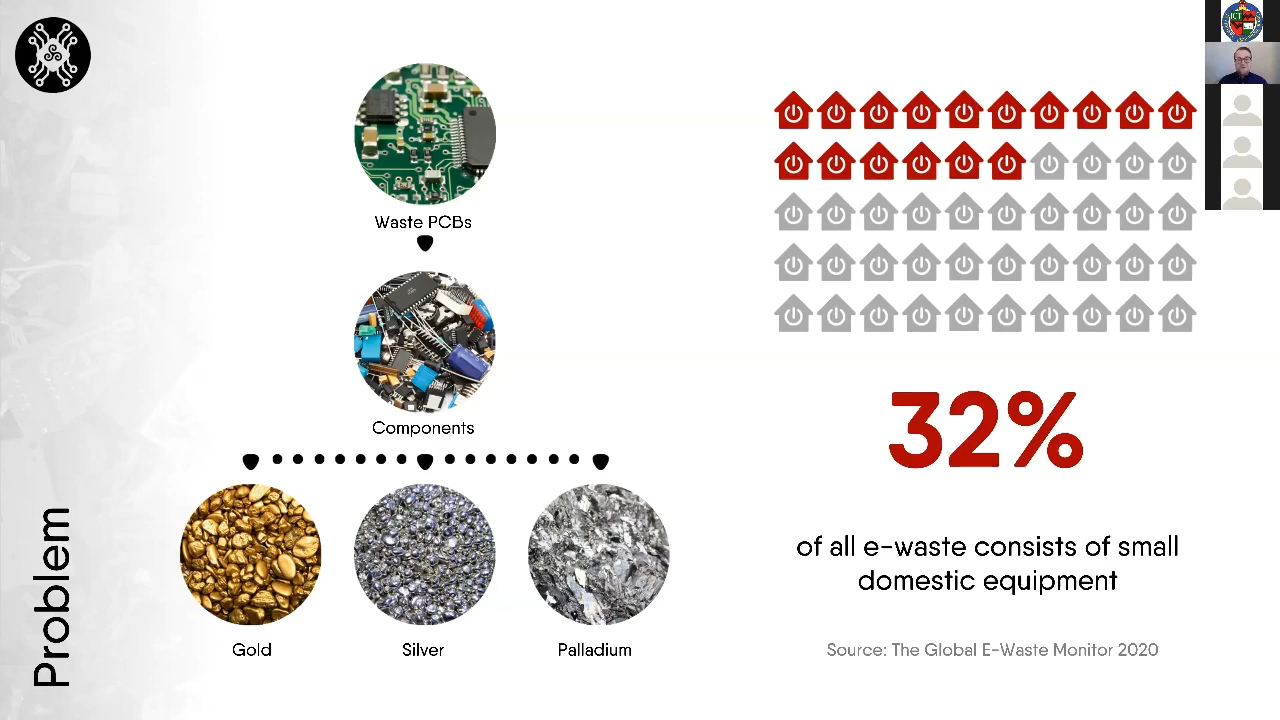 Problem
Waste PCBs
Components
Gold
Silver
Palladium
32%
of all e-waste consists of small
domestic equipment
Source: The Global E-Waste Monitor 2020
ICT